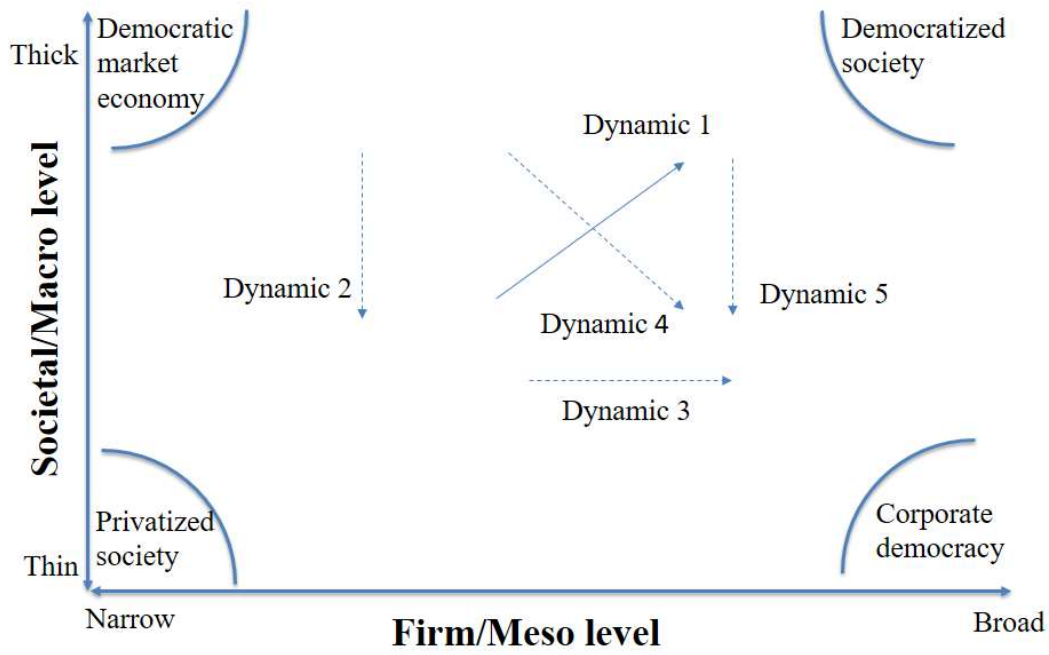 Thick
Democratic
market
economy
Democratized
society
Dynamic 1
Societal/Macro level
Dynamic 2
Dynamic 5
Dynamic 4
Dynamic 3
Privatized
society
Corporate
democracy
Thin
Narrow
Firm/Meso level
Broad